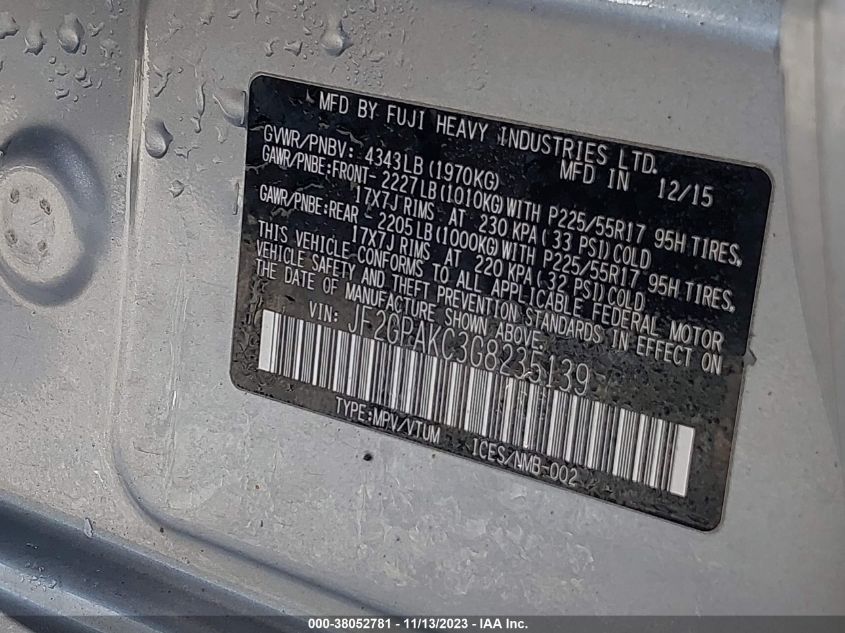 MFD BY FUJI HEAVY INDUSTRIES LTD.
MFD IN 12/15
GVWR/PNBV: 4343LB (1970KG)
GAWR/PNBE:FRONT- 2227LB (1010KG) WITH P225/55R17 95H TIRES,
17X7J RIMS AT 230 KPA ( 33 PSI) COLD
GAWR/PNBE:REAR - 2205LB (1000KG) WITH P225/55R17 95H TIRES,
17X7J RIMS AT 220 KPA ( 32 PSI) COLD
THIS VEHICLE CONFORMS TO ALL APPLICABLE FEDERAL MOTOR
VEHICLE SAFETY AND THEFT PREVENTION STANDARDS IN EFFECT ON
THE DATE OF MANUFACTURE SHOWN ABOVE.
VIN: JF2GPAKC3G8235139
TYPE:MPV/VTUM ICES/NMB-002
000-38052781 - 11/13/2023 - IAA Inc.